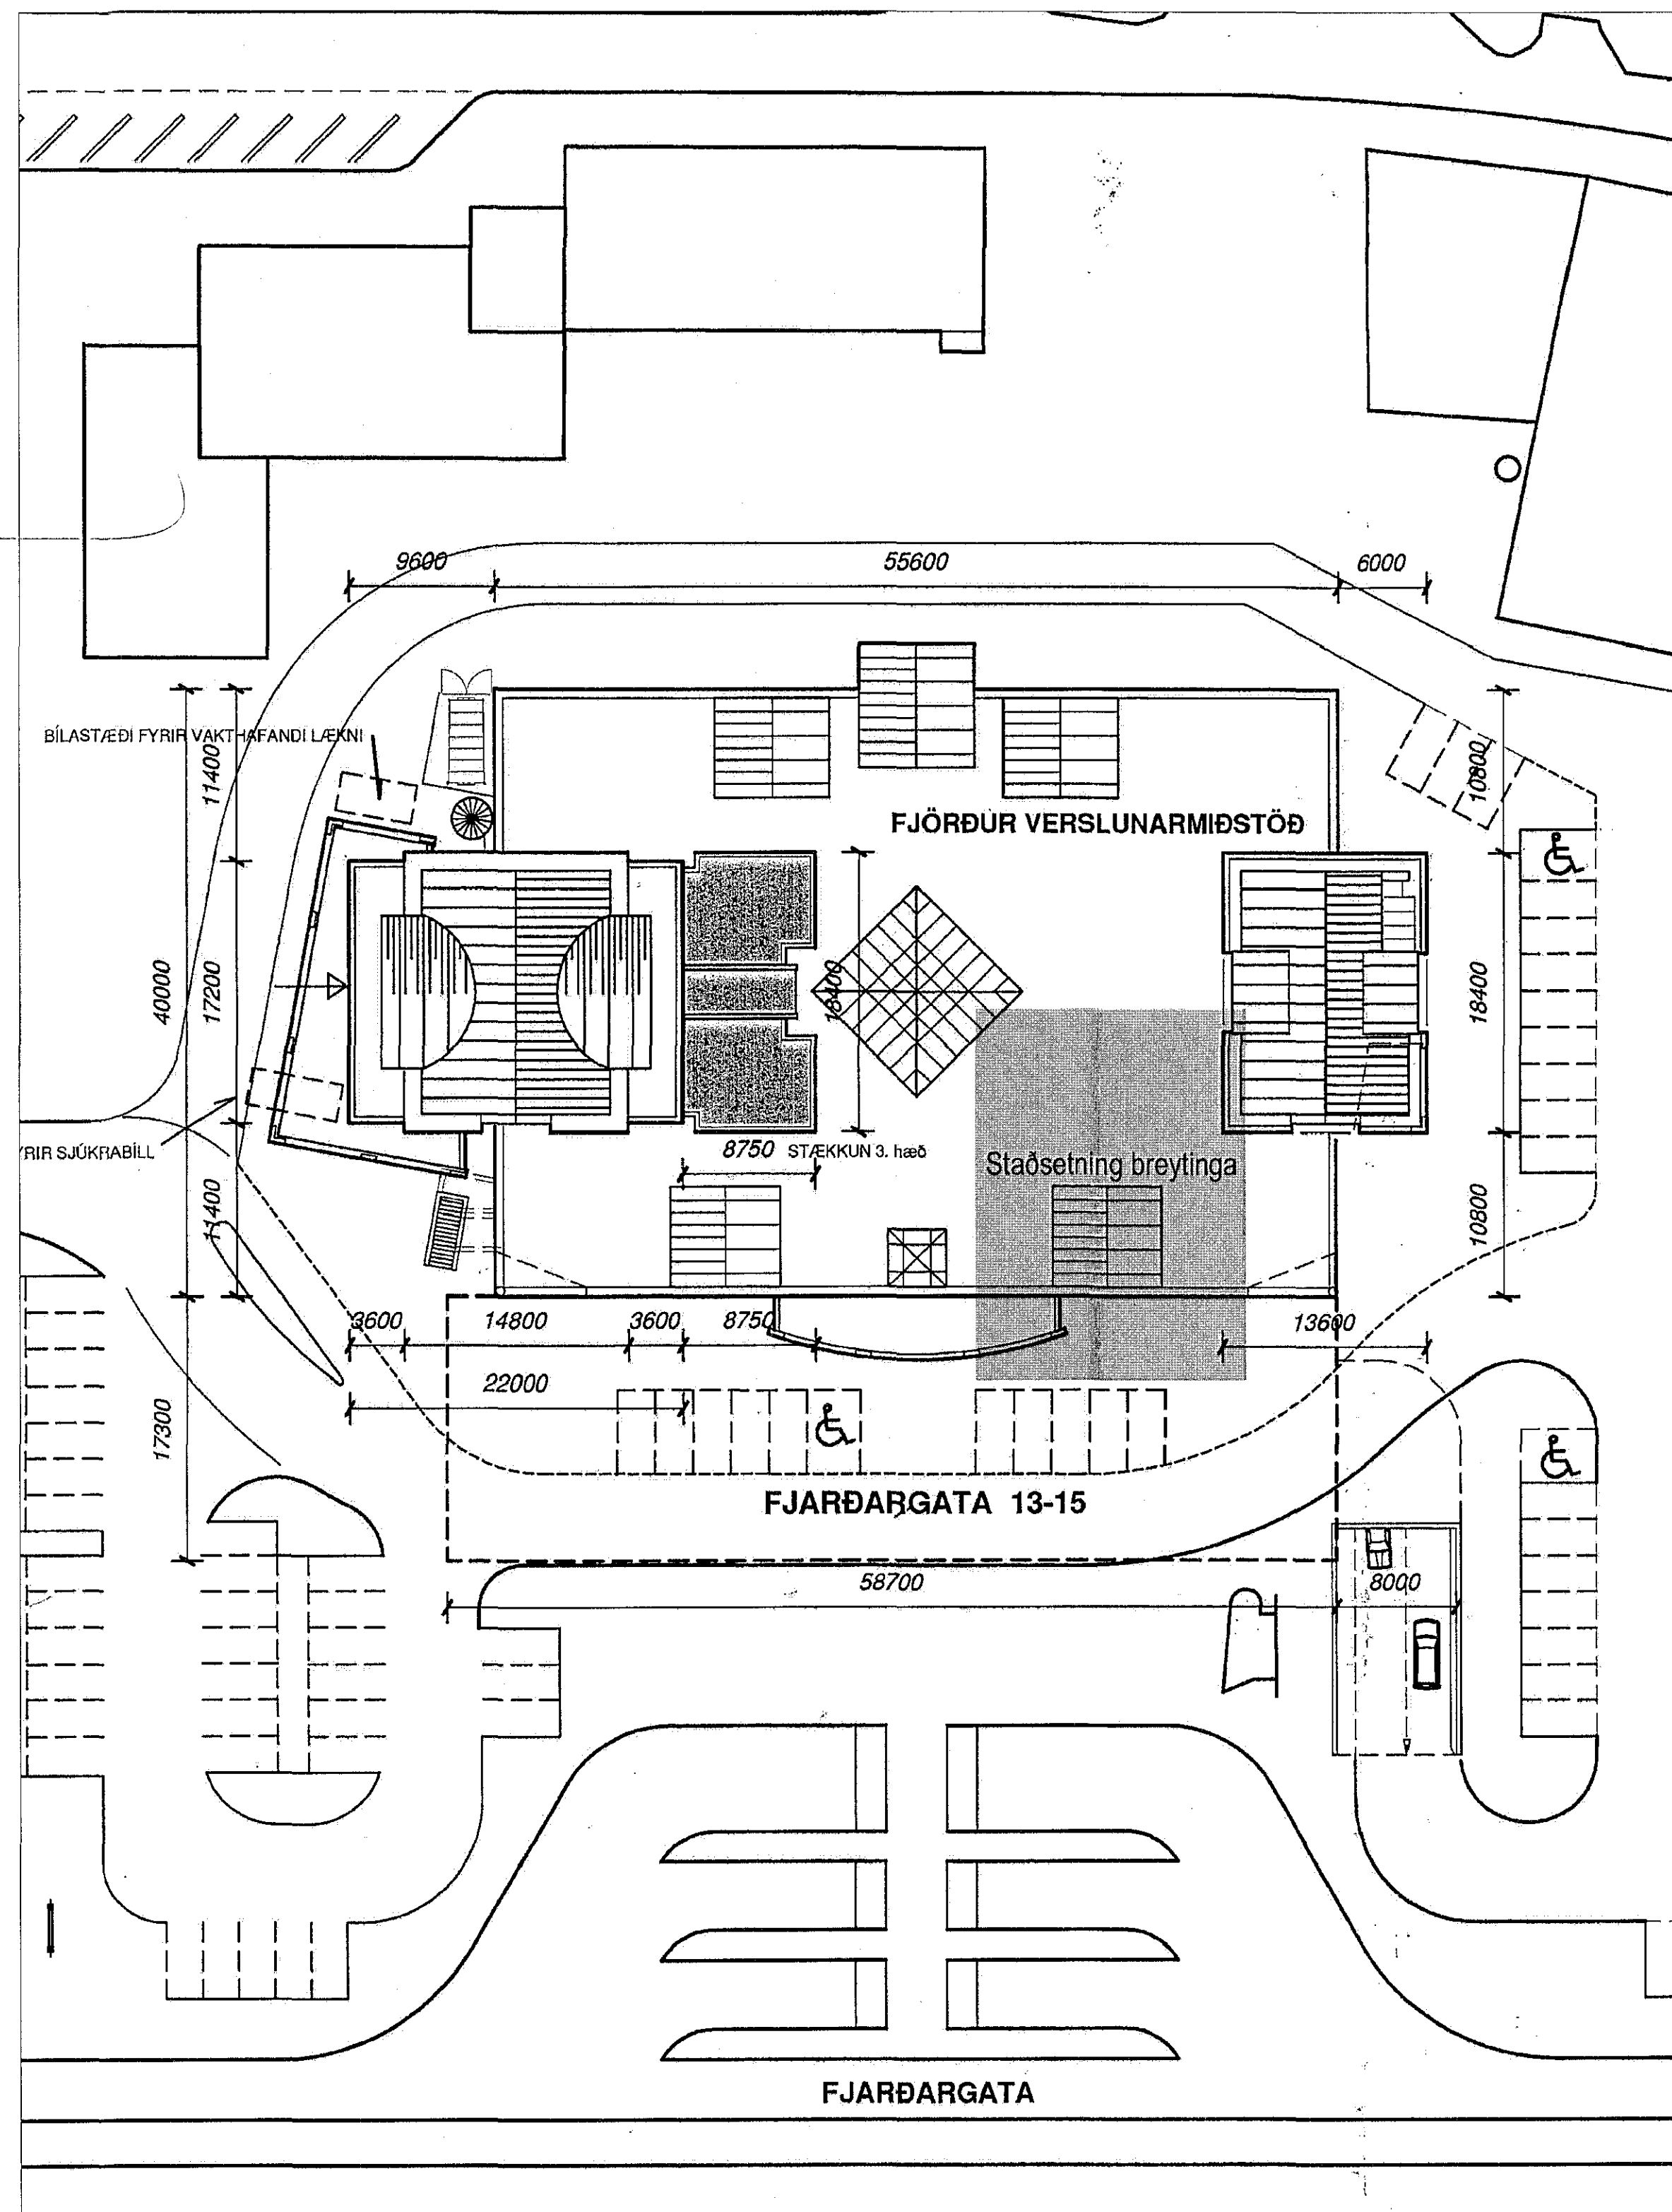 9600
55600
6000
BÍLASTÆÐI FYRIR VAKTHAFANDI LÆKNI
11400
10800
FJÖRÐUR VERSLUNARMIÐSTÖÐ
40000
17200
18400
18400
RIR SJÚKRABÍLL
8750 STÆKKUN 3. hæð
Staðsetning breytinga
11400
10800
3600
14800
3600
8750
13600
22000
17300
FJARÐARGATA 13-15
58700
8000
FJARÐARGATA